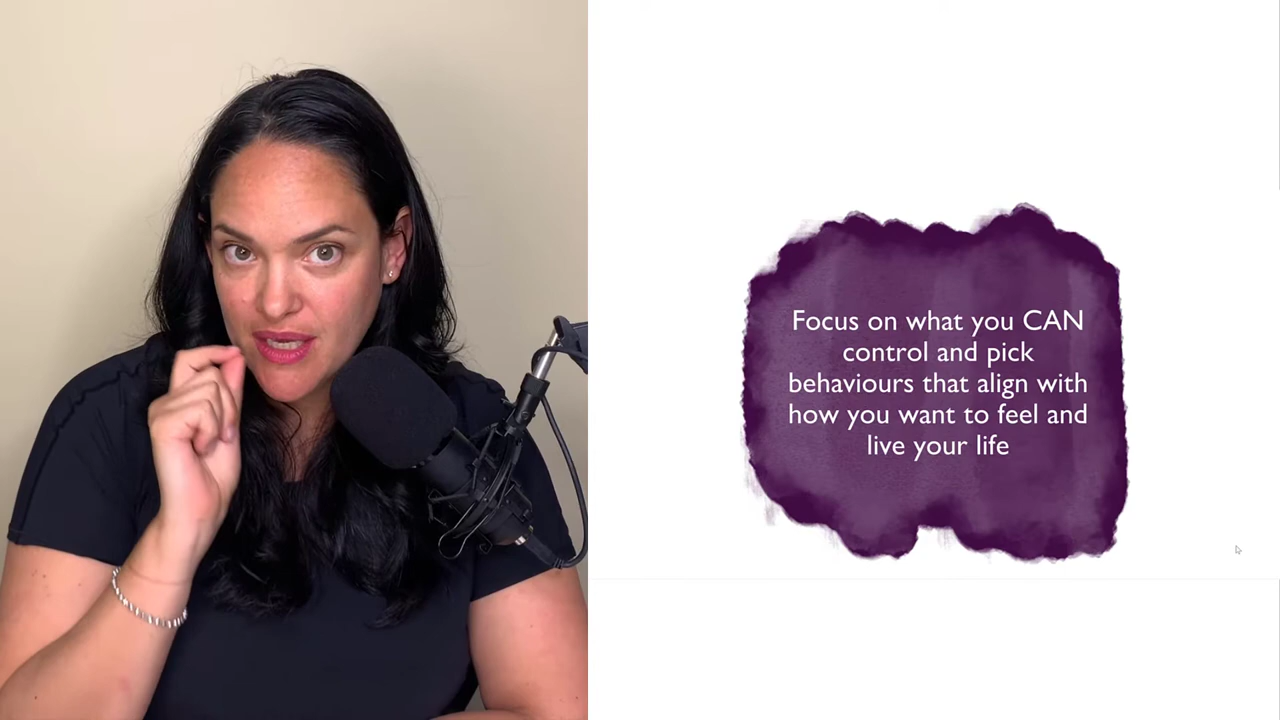 Focus on what you CAN
control and pick
behaviours that align with
how you want to feel and
live your life